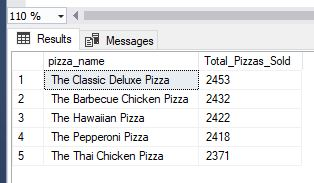 110 %
Results Messages
pizza_name Total_Pizzas_Sold
1 The Classic Deluxe Pizza 2453
2 The Barbecue Chicken Pizza 2432
3 The Hawaiian Pizza 2422
4 The Pepperoni Pizza 2418
5 The Thai Chicken Pizza 2371